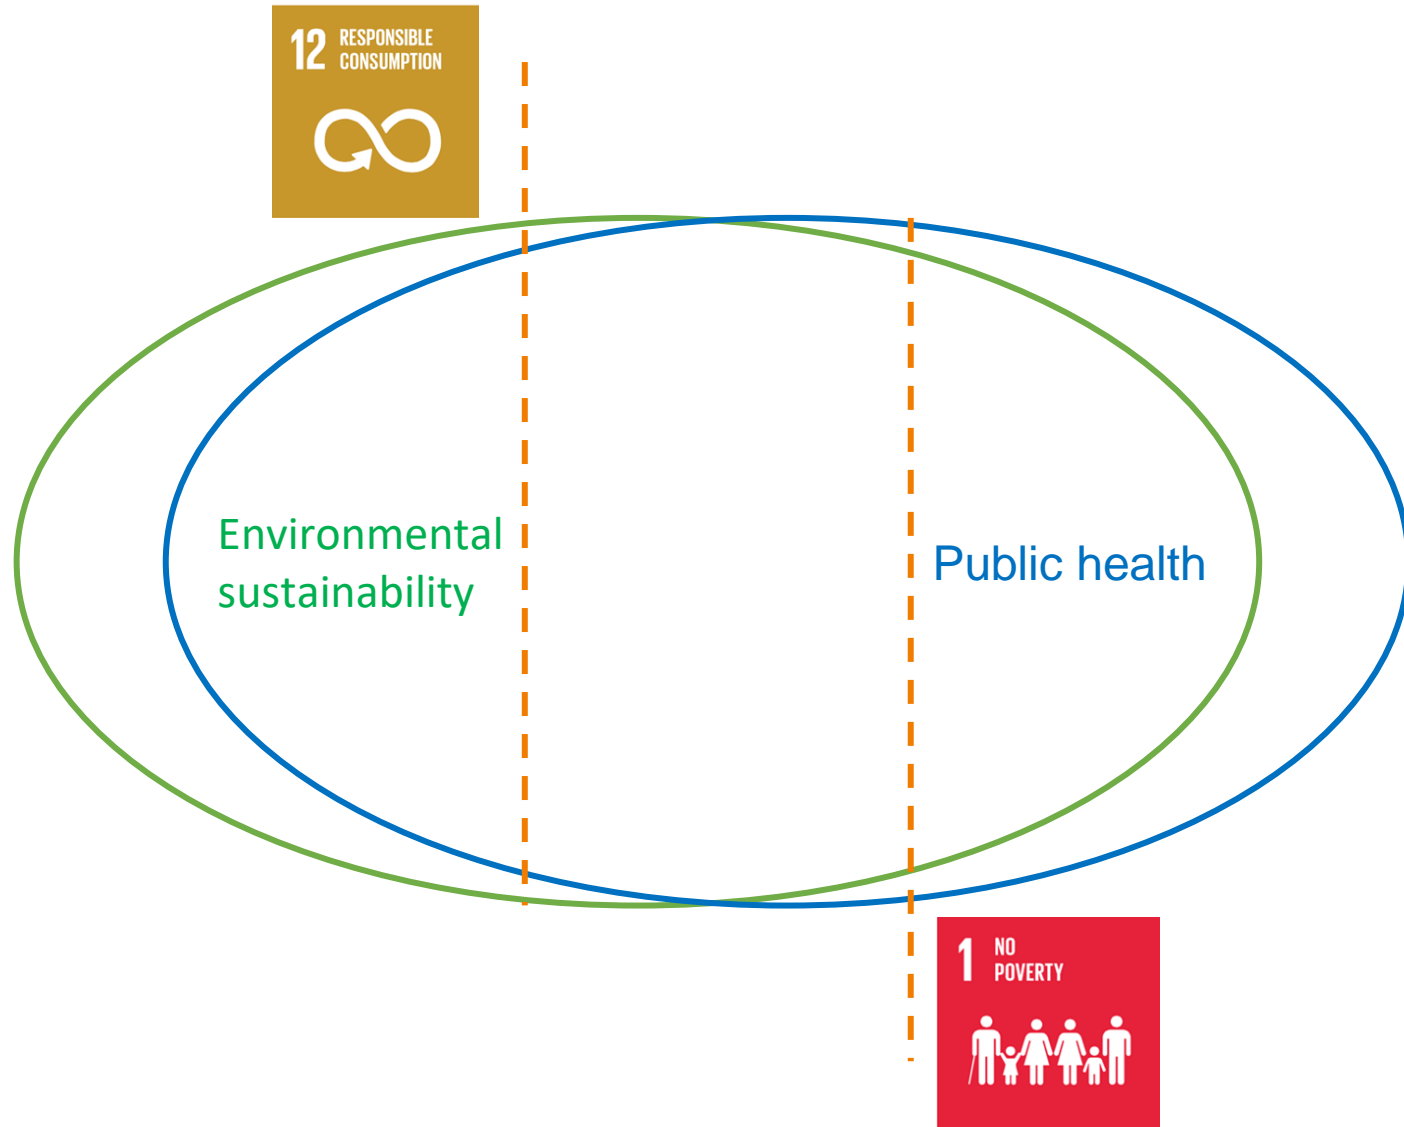 12 RESPONSIBLE
CONSUMPTION
Environmental
sustainability
Public health
1 NO
POVERTY